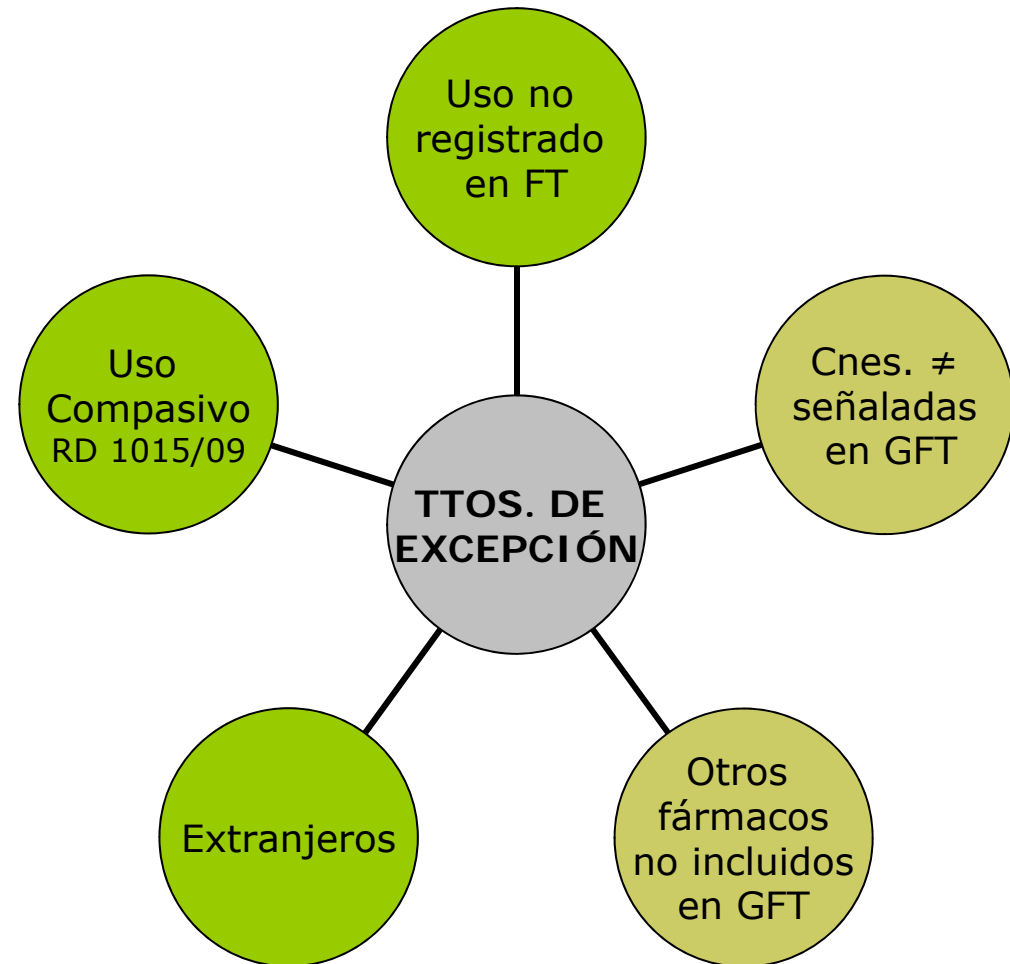 Uso no
registrado
en FT
Uso
Compasivo
RD 1015/09
Cnes. ≠
señaladas
en GFT
TTOS. DE
EXCEPCIÓN
Extranjeros
Otros
fármacos
no incluidos
en GFT